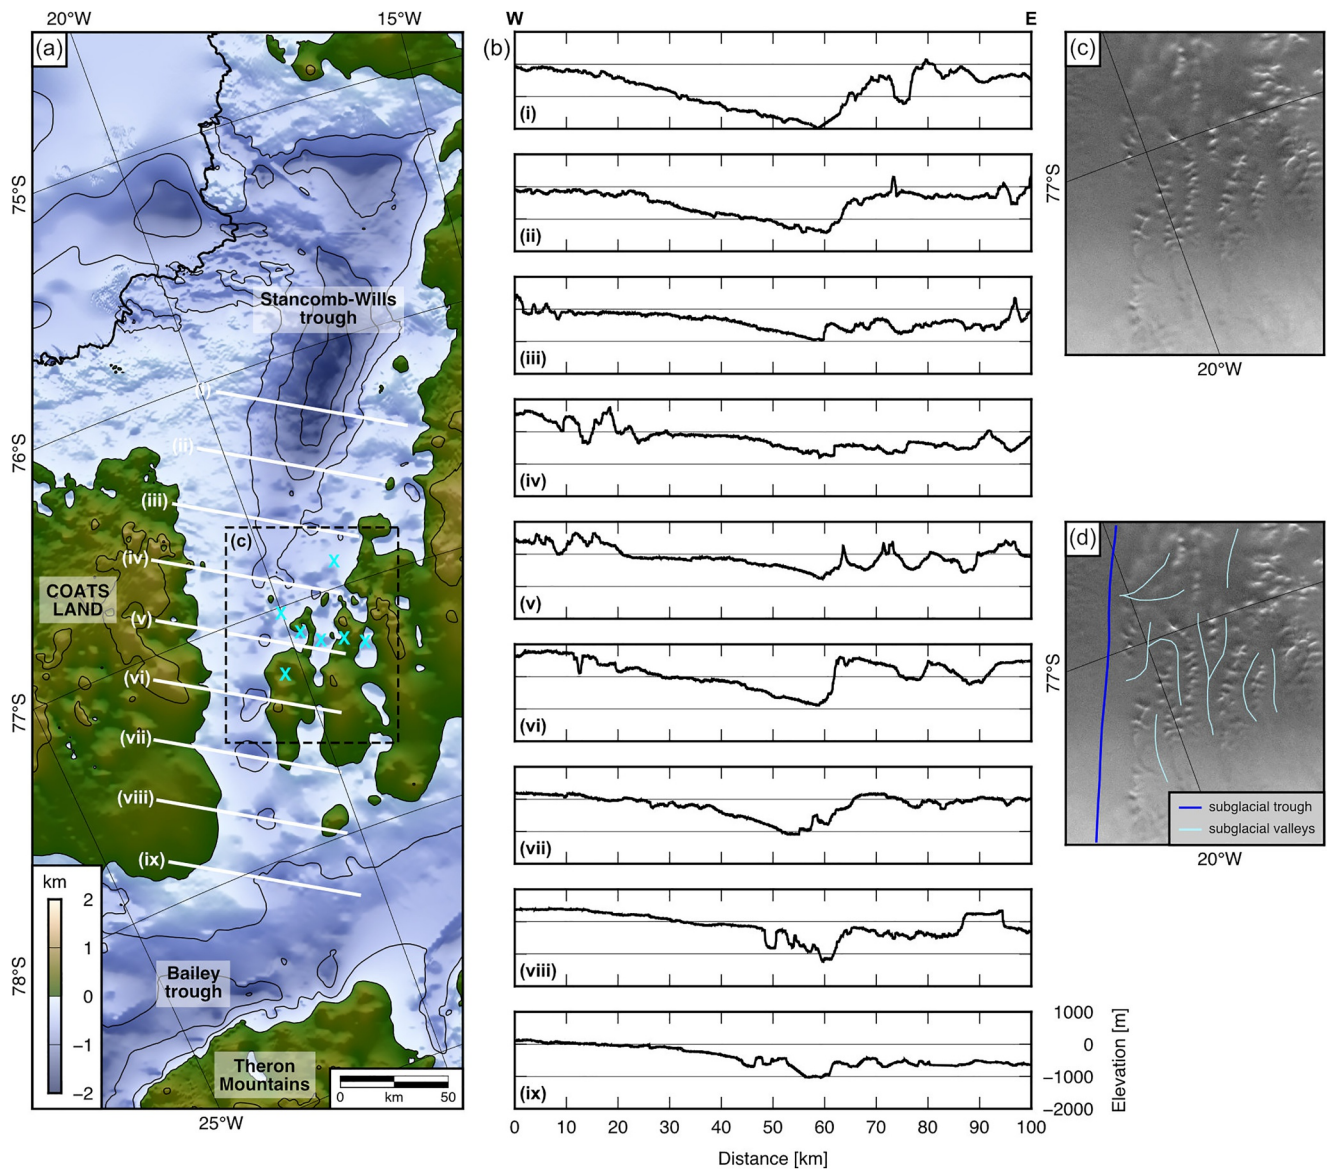 20°W
15°W
(a)
75°S
76°S
77°S
78°S
Stancomb-Wills
trough
(i)
(ii)
(iii)
(c)
(iv)
X
COATS
LAND
X
(v)
X
X
X
X
(vi)
X
(vii)
(viii)
(ix)
km
2
1
0
−1
−2
Bailey
trough
Theron
Mountains
0
km
50
25°W
W
E
(b)
(i)
(ii)
(iii)
(iv)
(v)
(vi)
(vii)
(viii)
(ix)
1000
0
−1000
−2000
Elevation [m]
0
10
20
30
40
50
60
70
80
90
100
Distance [km]
(c)
77°S
20°W
(d)
77°S
subglacial trough
subglacial valleys
20°W